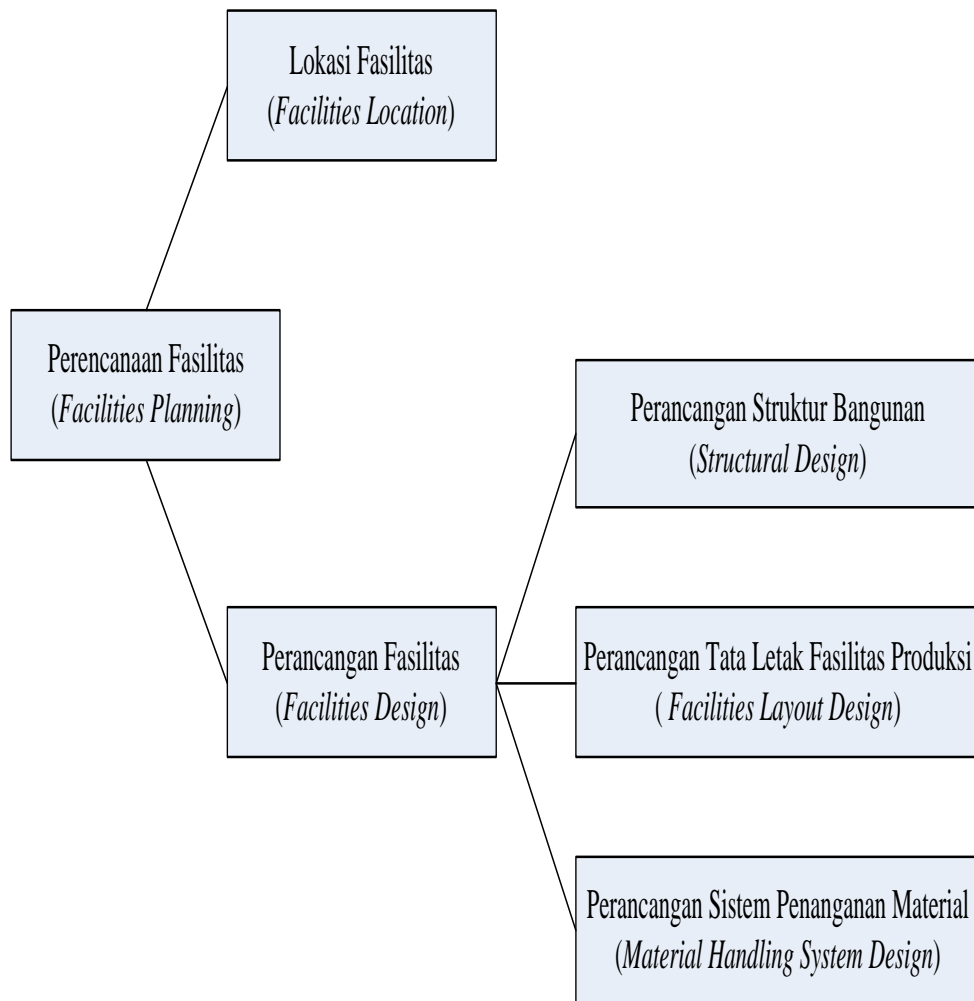 Lokasi Fasilitas
(Facilities Location)
Perencanaan Fasilitas
(Facilities Planning)
Perancangan Struktur Bangunan
(Structural Design)
Perancangan Fasilitas
(Facilities Design)
Perancangan Tata Letak Fasilitas Produksi
( Facilities Layout Design)
Perancangan Sistem Penanganan Material
(Material Handling System Design)